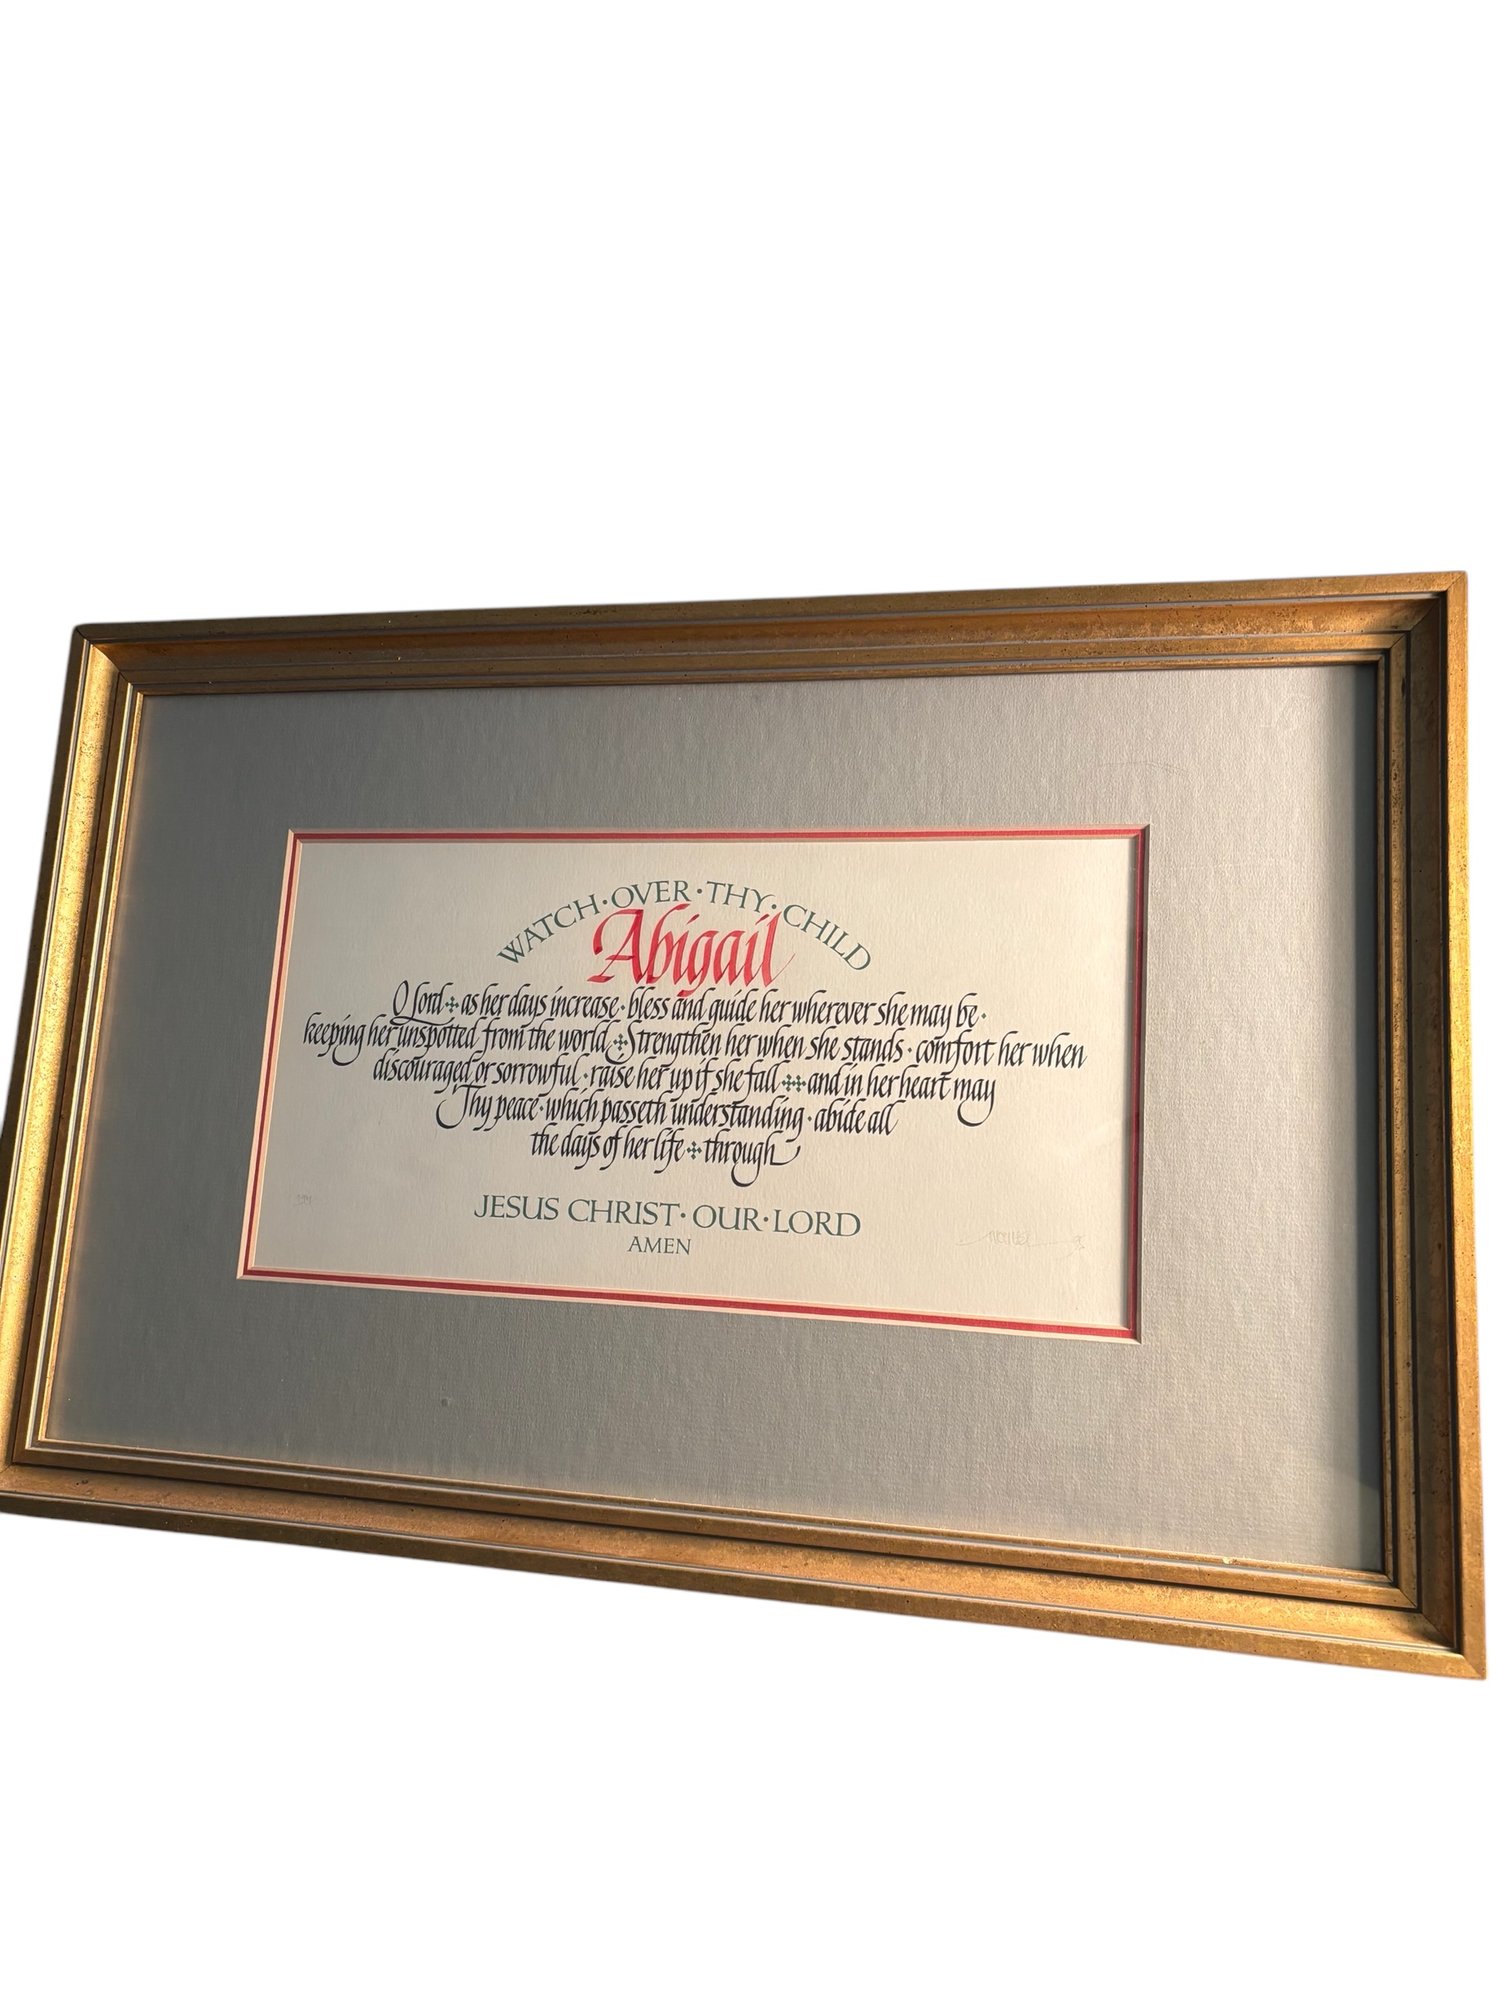 WATCH·OVER·THY·CHILD
Abigail
O Lord as her days increase · bless and guide her wherever she may be ·
keeping her unspotted from the world Strengthen her when she stands · comfort her when
discouraged or sorrowful · raise her up if she fall and in her heart may
Thy peace · which passeth understanding · abide all
the days of her life through
JESUS CHRIST·OUR·LORD
AMEN